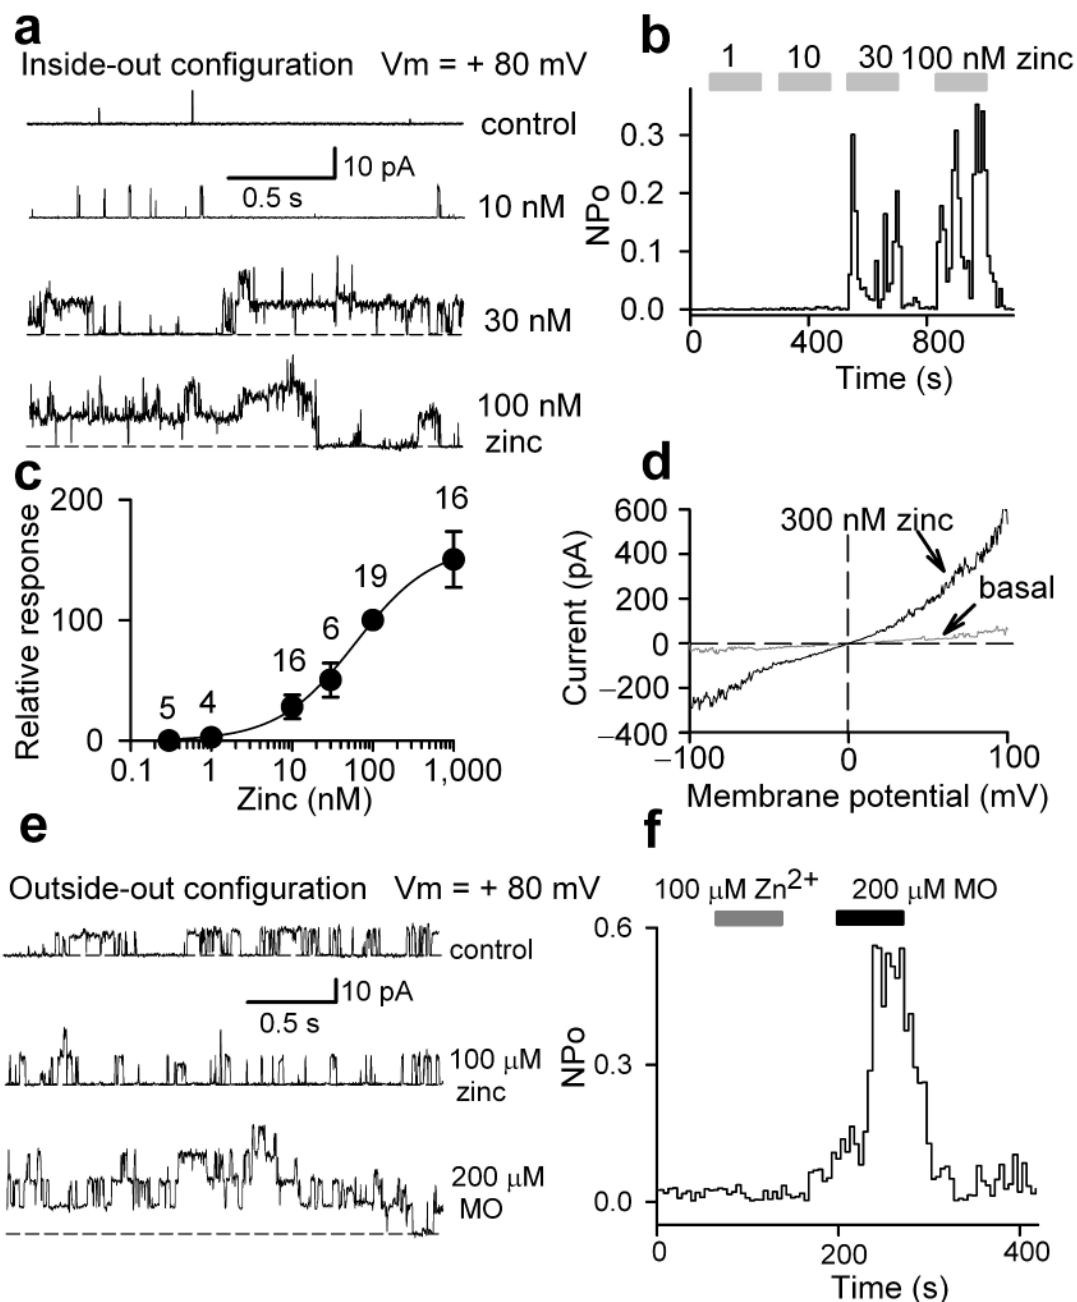 a
Inside-out configuration Vm = + 80 mV
control
10 pA
0.5 s
10 nM
30 nM
100 nM
zinc
b
1 10 30 100 nM zinc
NPo
0.3
0.2
0.1
0.0
0 400 800
Time (s)
c
Relative response
200
100
0
5 4 16 6 19 16
0.1 1 10 100 1,000
Zinc (nM)
d
Current (pA)
600
400
200
0
−200
−400
300 nM zinc
basal
−100 0 100
Membrane potential (mV)
e
Outside-out configuration Vm = + 80 mV
control
10 pA
0.5 s
100 μM
zinc
200 μM
MO
f
100 μM Zn²⁺ 200 μM MO
NPo
0.6
0.3
0.0
0 200 400
Time (s)